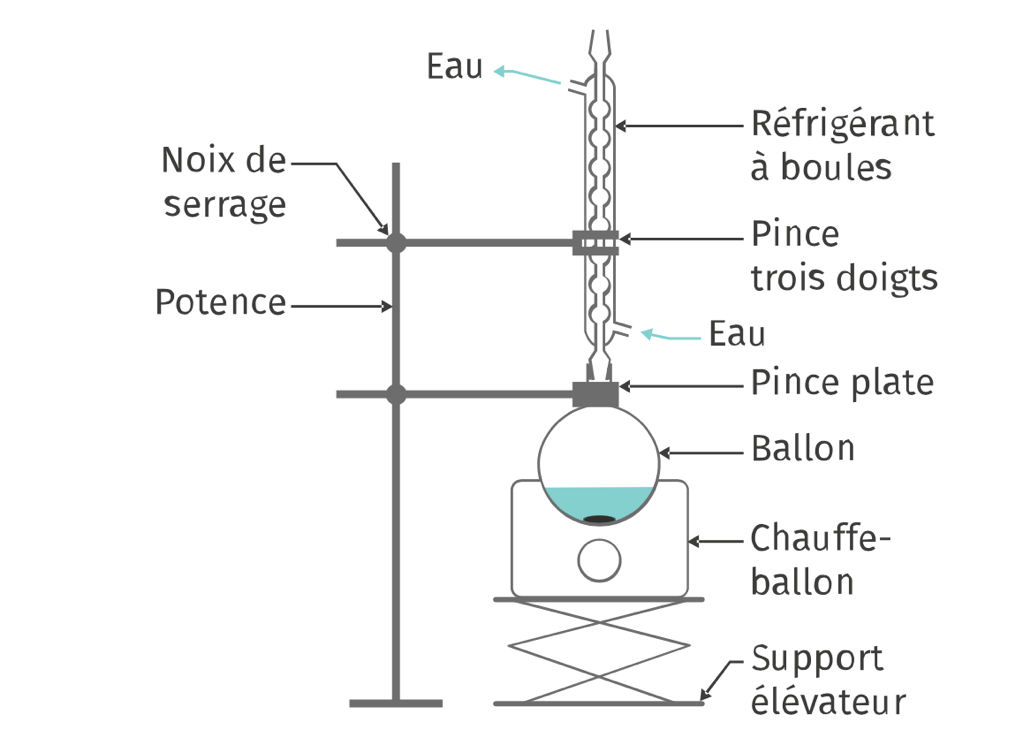 Eau
Réfrigérant
à boules
Noix de
serrage
Pince
trois doigts
Potence
Eau
Pince plate
Ballon
Chauffe-
ballon
Support
élévateur